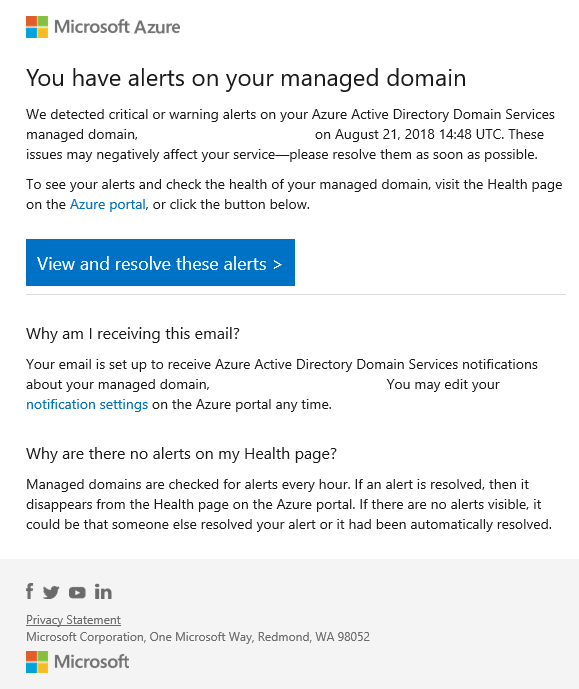 Microsoft Azure
You have alerts on your managed domain
We detected critical or warning alerts on your Azure Active Directory Domain Services
managed domain, on August 21, 2018 14:48 UTC. These
issues may negatively affect your service—please resolve them as soon as possible.
To see your alerts and check the health of your managed domain, visit the Health page
on the Azure portal, or click the button below.
View and resolve these alerts >
Why am I receiving this email?
Your email is set up to receive Azure Active Directory Domain Services notifications
about your managed domain, You may edit your
notification settings on the Azure portal any time.
Why are there no alerts on my Health page?
Managed domains are checked for alerts every hour. If an alert is resolved, then it
disappears from the Health page on the Azure portal. If there are no alerts visible, it
could be that someone else resolved your alert or it had been automatically resolved.
Privacy Statement
Microsoft Corporation, One Microsoft Way, Redmond, WA 98052
Microsoft